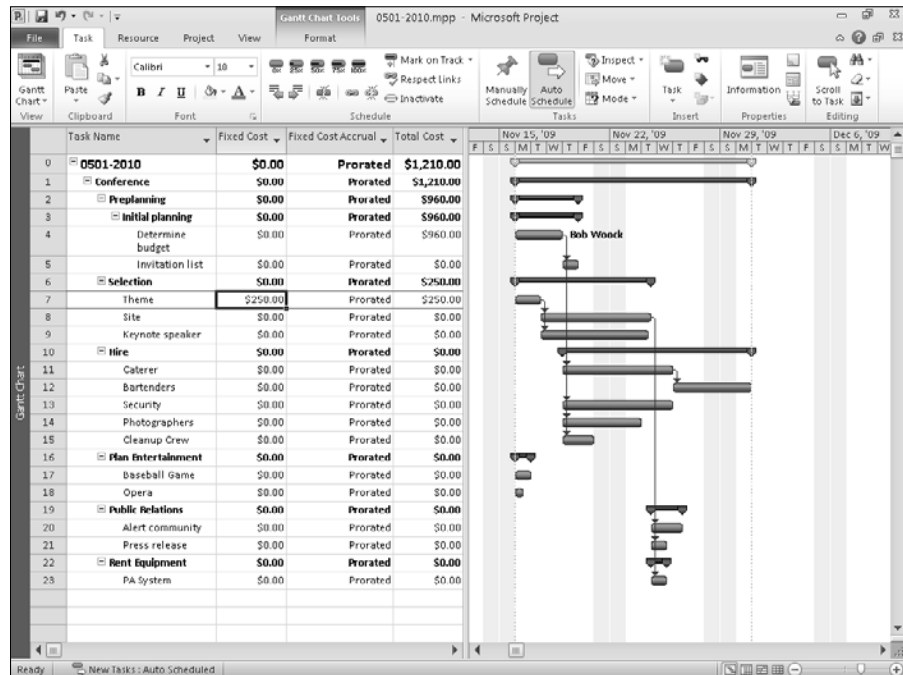 Gantt Chart Tools 0501-2010.mpp - Microsoft Project
File Task Resource Project View Format
Gantt Chart
Paste
Calibri 10
B I U A
0% 25% 50% 75% 100%
Mark on Track
Respect Links
Inactivate
Manually Schedule
Auto Schedule
Inspect
Move
Mode
Task
Information
Scroll to Task
View Clipboard Font Schedule Tasks Insert Properties Editing
Task Name Fixed Cost Fixed Cost Accrual Total Cost
Nov 15, '09 Nov 22, '09 Nov 29, '09 Dec 6, '09
F S S M T W T F S S M T W T F S S M T W T F S S M T W
0 0501-2010 $0.00 Prorated $1,210.00
1 Conference $0.00 Prorated $1,210.00
2 Preplanning $0.00 Prorated $960.00
3 Initial planning $0.00 Prorated $960.00
4 Determine budget $0.00 Prorated $960.00 Bob Woock
5 Invitation list $0.00 Prorated $0.00
6 Selection $0.00 Prorated $250.00
7 Theme $250.00 Prorated $250.00
8 Site $0.00 Prorated $0.00
9 Keynote speaker $0.00 Prorated $0.00
10 Hire $0.00 Prorated $0.00
11 Caterer $0.00 Prorated $0.00
12 Bartenders $0.00 Prorated $0.00
13 Security $0.00 Prorated $0.00
14 Photographers $0.00 Prorated $0.00
15 Cleanup Crew $0.00 Prorated $0.00
16 Plan Entertainment $0.00 Prorated $0.00
17 Baseball Game $0.00 Prorated $0.00
18 Opera $0.00 Prorated $0.00
19 Public Relations $0.00 Prorated $0.00
20 Alert community $0.00 Prorated $0.00
21 Press release $0.00 Prorated $0.00
22 Rent Equipment $0.00 Prorated $0.00
23 PA System $0.00 Prorated $0.00
Gantt Chart
Ready New Tasks : Auto Scheduled